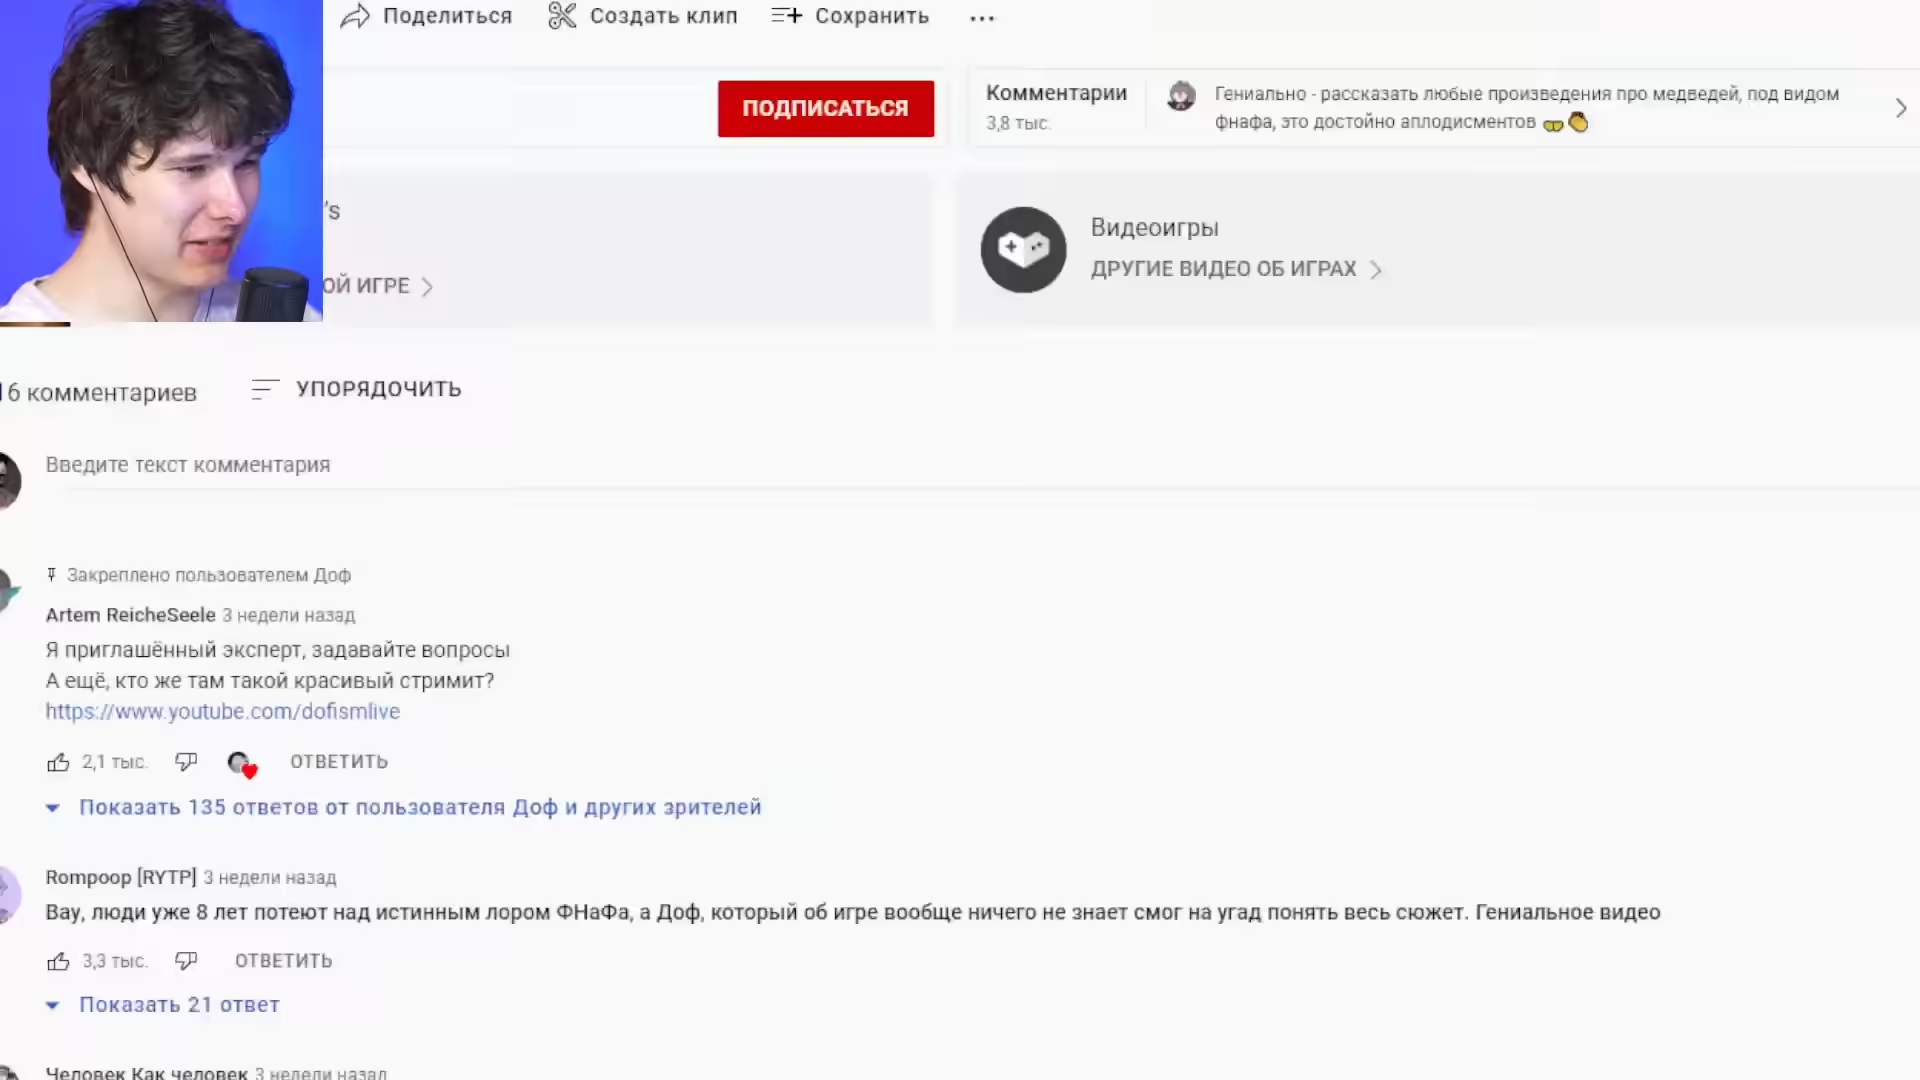 Поделиться
Создать клип
Сохранить
ПОДПИСАТЬСЯ
Комментарии
3,8 тыс.
Гениально - рассказать любые произведения про медведей, под видом
фнафа, это достойно аплодисментов
's
ОЙ ИГРЕ
Видеоигры
ДРУГИЕ ВИДЕО ОБ ИГРАХ
16 комментариев
УПОРЯДОЧИТЬ
Введите текст комментария
Закреплено пользователем Доф
Artem ReicheSeele 3 недели назад
Я приглашённый эксперт, задавайте вопросы
А ещё, кто же там такой красивый стримит?
https://www.youtube.com/dofismlive
2,1 тыс.
ОТВЕТИТЬ
Показать 135 ответов от пользователя Доф и других зрителей
Rompoop [RYTP] 3 недели назад
Вау, люди уже 8 лет потеют над истинным лором ФНаФа, а Доф, который об игре вообще ничего не знает смог на угад понять весь сюжет. Гениальное видео
3,3 тыс.
ОТВЕТИТЬ
Показать 21 ответ
Человек Как человек 3 недели назад